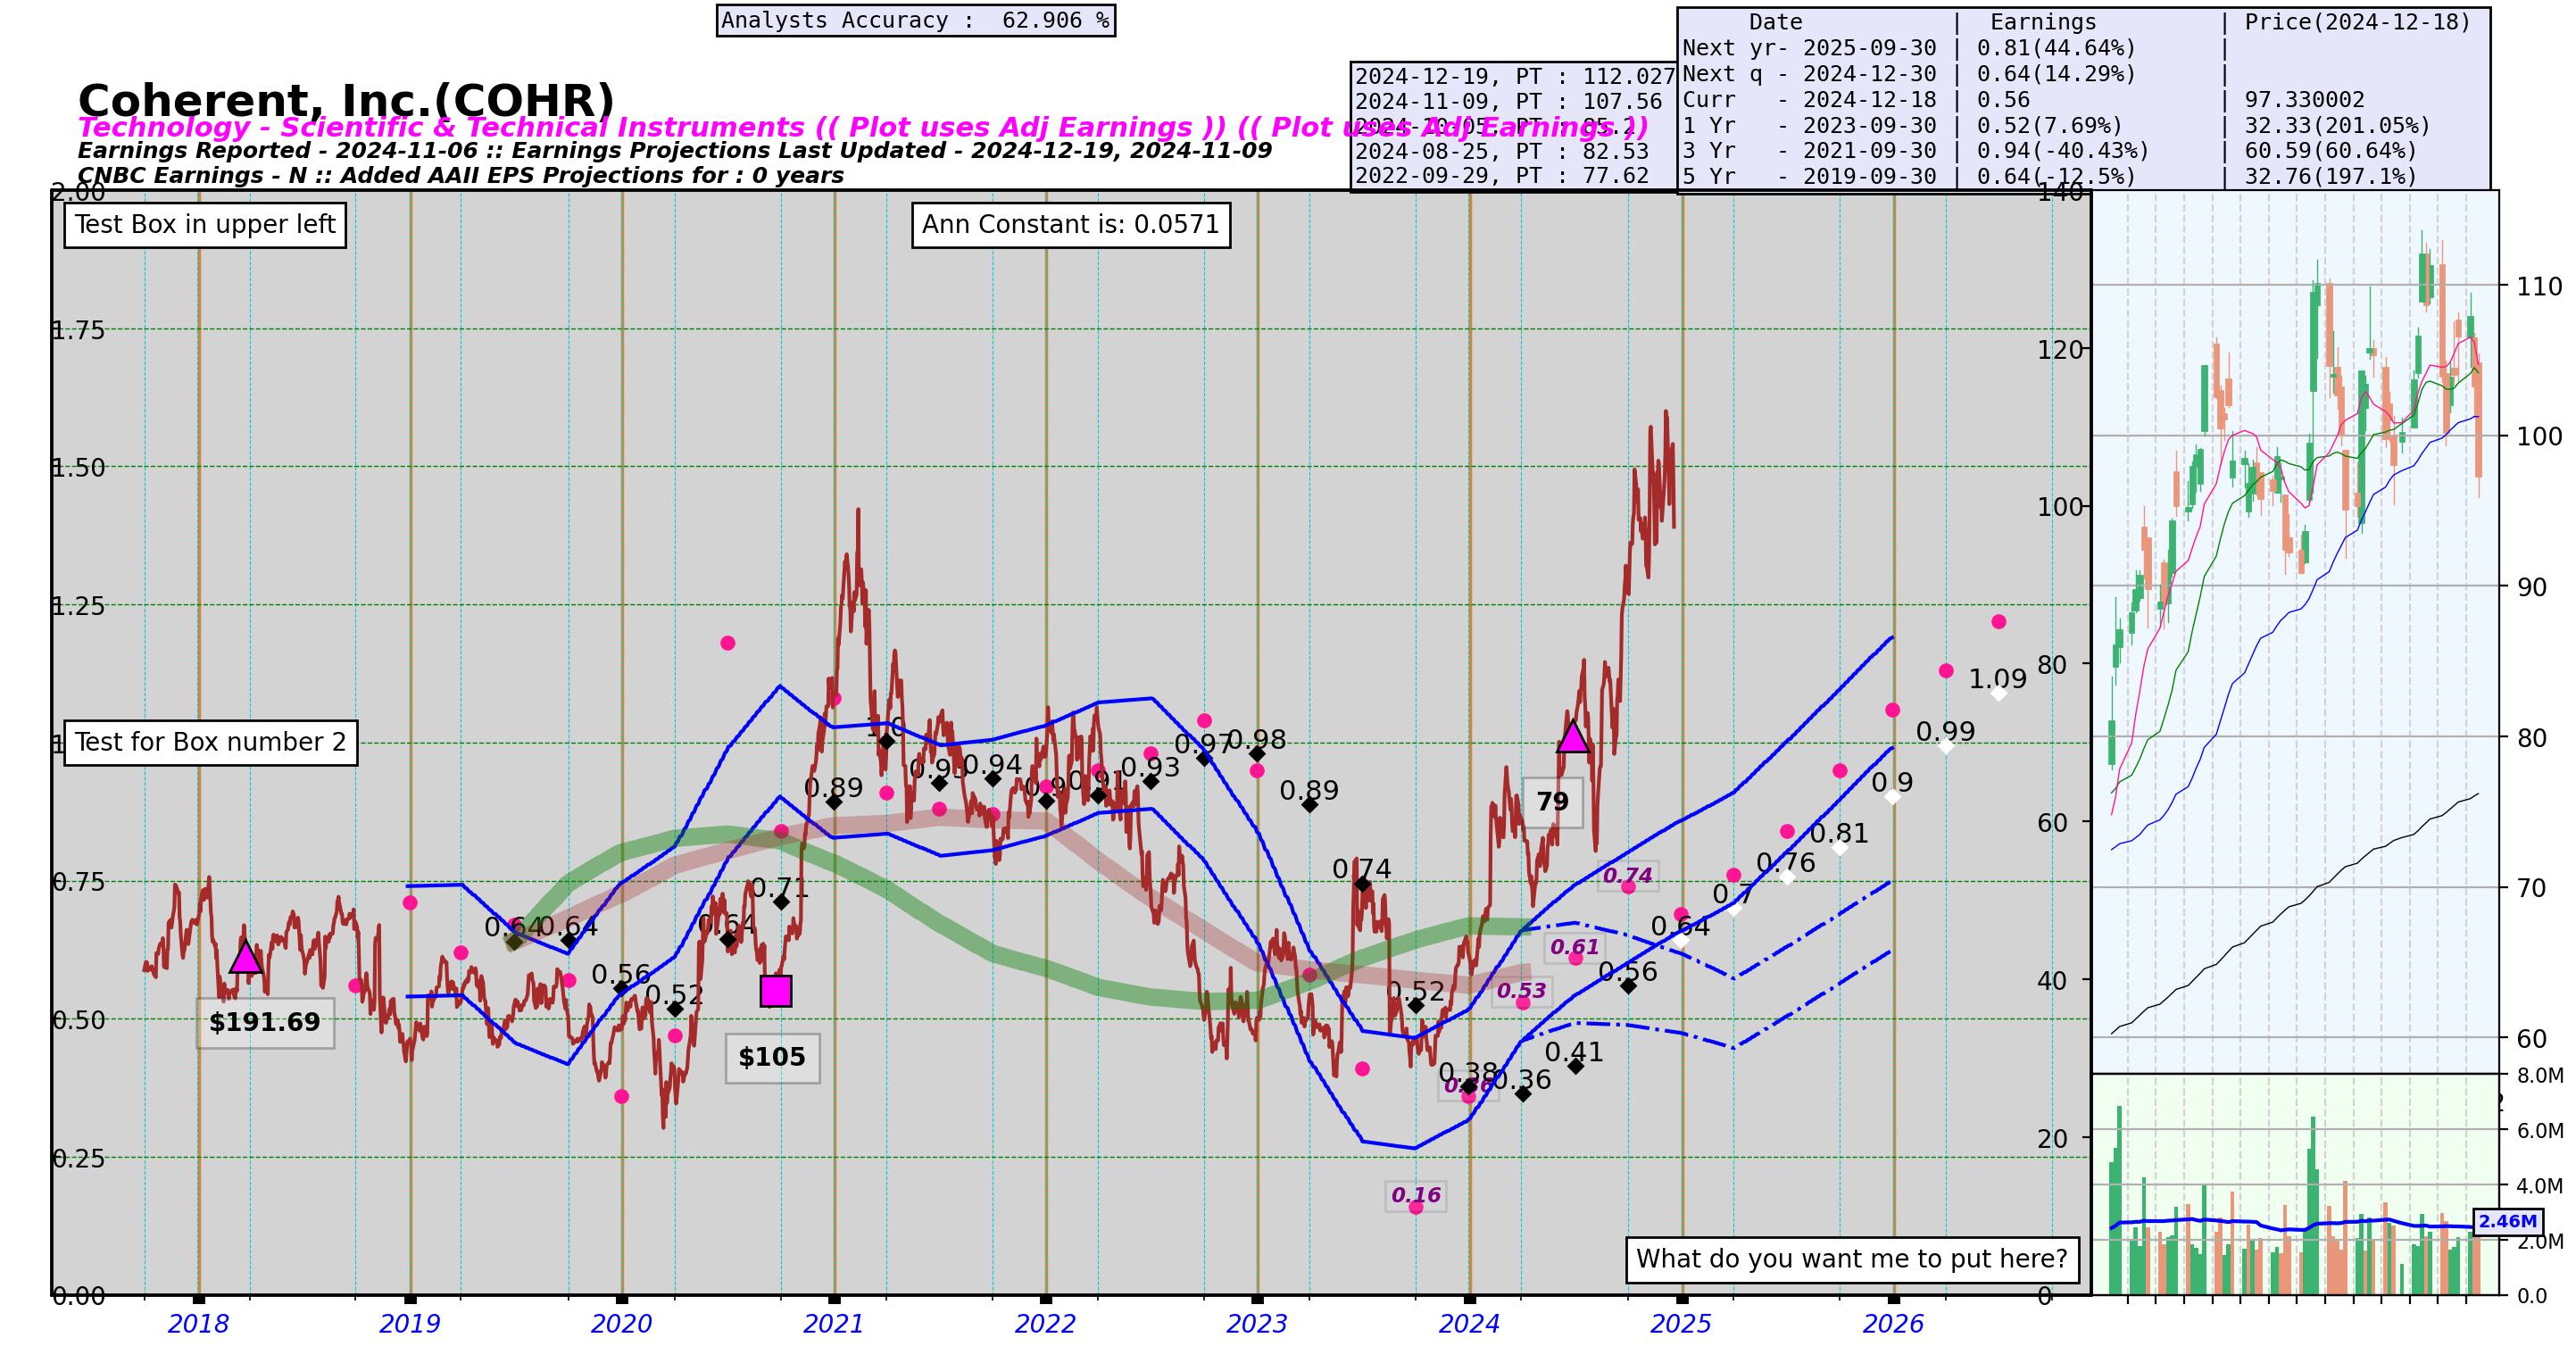 Analysts Accuracy :  62.906 %
Date | Earnings | Price(2024-12-18)
Next yr- 2025-09-30 | 0.81(44.64%) |
Next q - 2024-12-30 | 0.64(14.29%) |
Curr - 2024-12-18 | 0.56 | 97.330002
1 Yr - 2023-09-30 | 0.52(7.69%) | 32.33(201.05%)
3 Yr - 2021-09-30 | 0.94(-40.43%) | 60.59(60.64%)
5 Yr - 2019-09-30 | 0.64(-12.5%) | 32.76(197.1%)
2024-12-19, PT : 112.027
2024-11-09, PT : 107.56
2024-10-05, PT : 85.2
2024-08-25, PT : 82.53
2022-09-29, PT : 77.62
Coherent, Inc.(COHR)
Technology - Scientific & Technical Instruments (( Plot uses Adj Earnings )) (( Plot uses Adj Earnings ))
Earnings Reported - 2024-11-06 :: Earnings Projections Last Updated - 2024-12-19, 2024-11-09
CNBC Earnings - N :: Added AAII EPS Projections for : 0 years
2.00
1.75
1.50
1.25
0.75
0.50
0.25
0.00
Test Box in upper left
Ann Constant is: 0.0571
Test for Box number 2
What do you want me to put here?
$191.69
$105
79
0.64
0.64
0.56
0.52
0.64
0.71
0.89
1.0
0.93
0.94
0.9
0.91
0.93
0.97
0.98
0.89
0.74
0.52
0.38
0.36
0.41
0.56
0.64
0.7
0.76
0.81
0.9
0.99
1.09
0.16
0.36
0.53
0.61
0.74
140
120
100
80
60
40
20
0
110
100
90
80
70
60
8.0M
6.0M
4.0M
2.46M
2.0M
0.0
2018
2019
2020
2021
2022
2023
2024
2025
2026